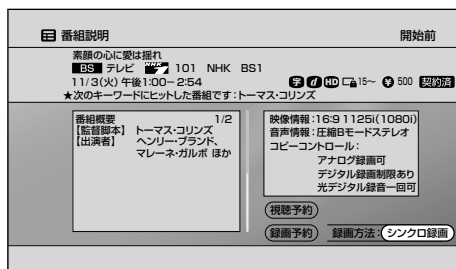 番組説明 開始前
素顔の心に愛は揺れ
BS テレビ 101 NHK BS1
11/3(火) 午後1:00-2:54 字 d HD 15~ ¥ 500 契約済
★次のキーワードにヒットした番組です:トーマス・コリンズ
番組概要 1/2
【監督脚本】 トーマス・コリンズ
【出演者】 ヘンリー・ブランド、
マレーネ・ガルボ ほか
映像情報:16:9 1125i(1080i)
音声情報:圧縮Bモードステレオ
コピーコントロール:
アナログ録画可
デジタル録画制限あり
光デジタル録音一回可
視聴予約
録画予約 録画方法:シンクロ録画